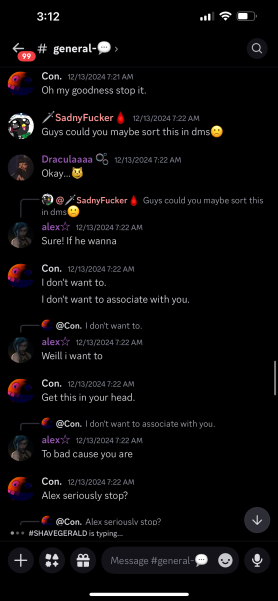 3:12
99
# general-💬 ›
Con. 12/13/2024 7:21 AM
Oh my goodness stop it.
🗡️SadnyFucker🩸 12/13/2024 7:22 AM
Guys could you maybe sort this in dms🙁
Draculaaaa 12/13/2024 7:22 AM
Okay...😼
@🗡️SadnyFucker🩸 Guys could you maybe sort this
in dms🙁
alex☆ 12/13/2024 7:22 AM
Sure! If he wanna
Con. 12/13/2024 7:22 AM
I don't want to.
I don't want to associate with you.
@Con. I don't want to.
alex☆ 12/13/2024 7:22 AM
Weill i want to
Con. 12/13/2024 7:22 AM
Get this in your head.
@Con. I don't want to associate with you.
alex☆ 12/13/2024 7:22 AM
To bad cause you are
Con. 12/13/2024 7:22 AM
Alex seriously stop?
@Con. Alex seriously stop?
#SHAVEGERALD is typing...
Message #general-💬